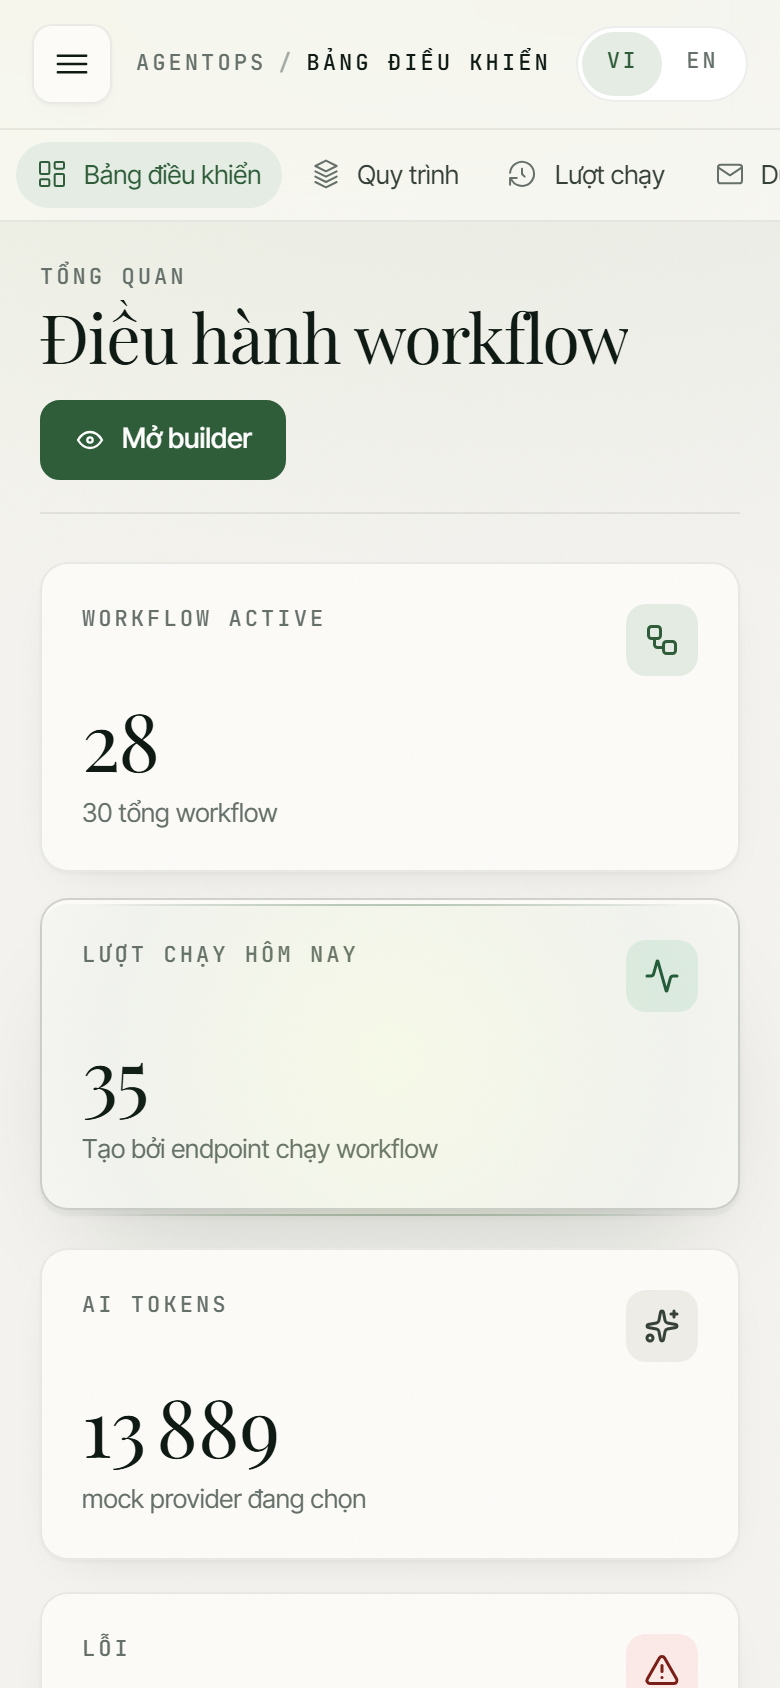 AGENTOPS / BẢNG ĐIỀU KHIỂN
VI EN
Bảng điều khiển Quy trình Lượt chạy
TỔNG QUAN
Điều hành workflow
Mở builder
WORKFLOW ACTIVE
28
30 tổng workflow
LƯỢT CHẠY HÔM NAY
35
Tạo bởi endpoint chạy workflow
AI TOKENS
13 889
mock provider đang chọn
LỖI